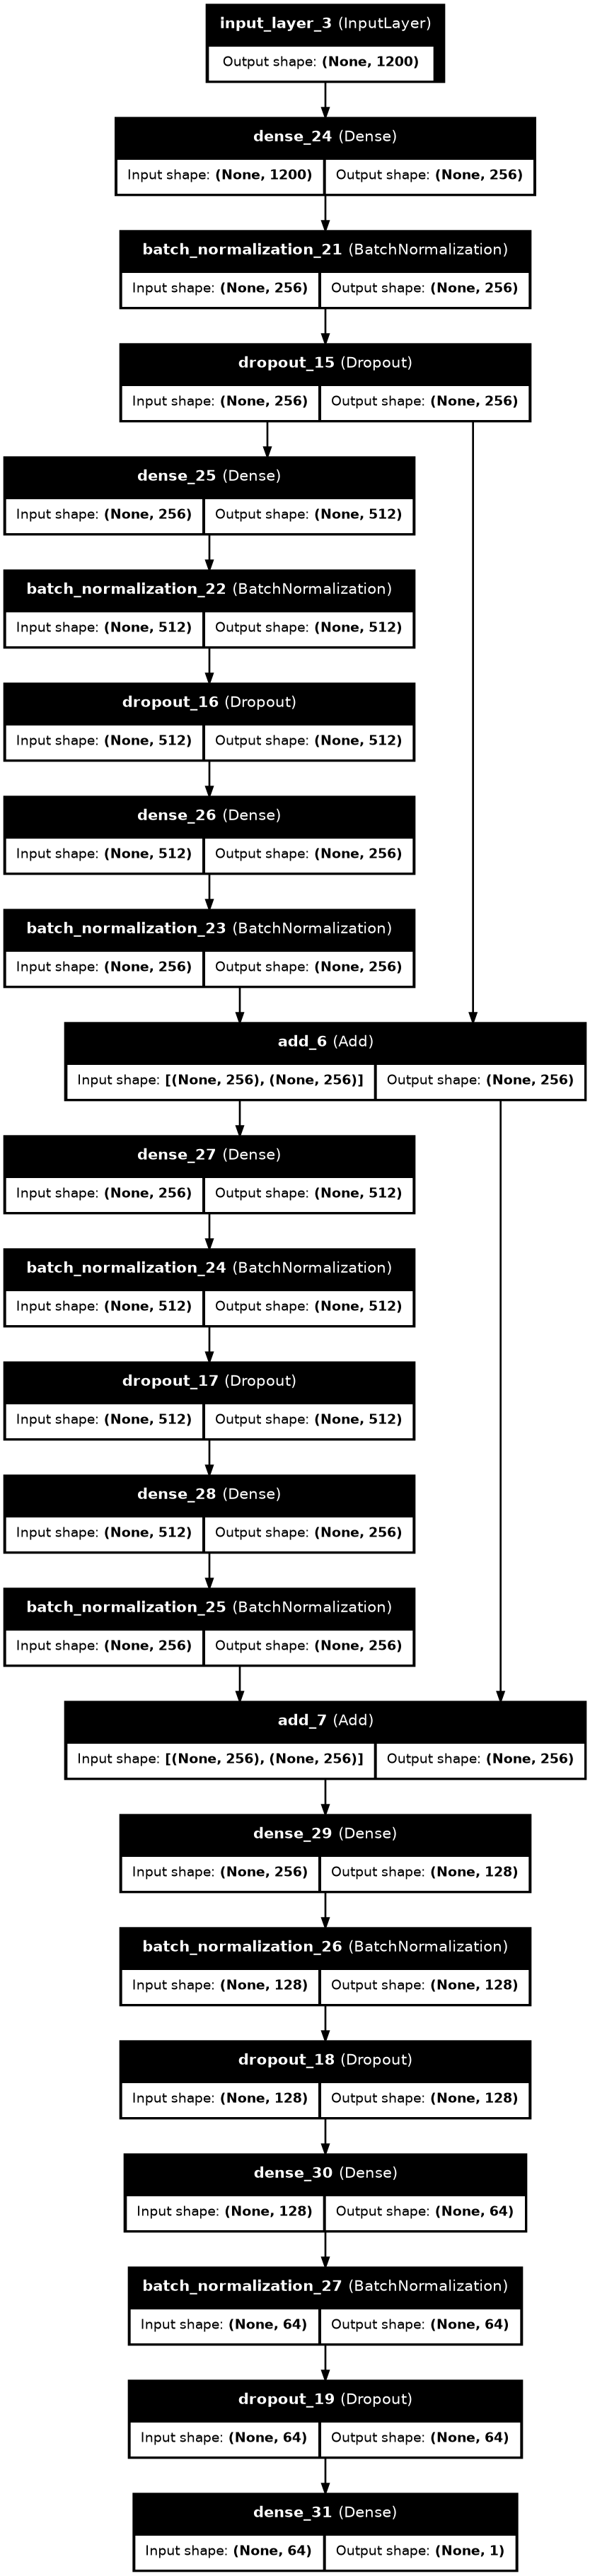 input_layer_3 (InputLayer)
Output shape: (None, 1200)
dense_24 (Dense)
Input shape: (None, 1200) Output shape: (None, 256)
batch_normalization_21 (BatchNormalization)
Input shape: (None, 256) Output shape: (None, 256)
dropout_15 (Dropout)
Input shape: (None, 256) Output shape: (None, 256)
dense_25 (Dense)
Input shape: (None, 256) Output shape: (None, 512)
batch_normalization_22 (BatchNormalization)
Input shape: (None, 512) Output shape: (None, 512)
dropout_16 (Dropout)
Input shape: (None, 512) Output shape: (None, 512)
dense_26 (Dense)
Input shape: (None, 512) Output shape: (None, 256)
batch_normalization_23 (BatchNormalization)
Input shape: (None, 256) Output shape: (None, 256)
add_6 (Add)
Input shape: [(None, 256), (None, 256)] Output shape: (None, 256)
dense_27 (Dense)
Input shape: (None, 256) Output shape: (None, 512)
batch_normalization_24 (BatchNormalization)
Input shape: (None, 512) Output shape: (None, 512)
dropout_17 (Dropout)
Input shape: (None, 512) Output shape: (None, 512)
dense_28 (Dense)
Input shape: (None, 512) Output shape: (None, 256)
batch_normalization_25 (BatchNormalization)
Input shape: (None, 256) Output shape: (None, 256)
add_7 (Add)
Input shape: [(None, 256), (None, 256)] Output shape: (None, 256)
dense_29 (Dense)
Input shape: (None, 256) Output shape: (None, 128)
batch_normalization_26 (BatchNormalization)
Input shape: (None, 128) Output shape: (None, 128)
dropout_18 (Dropout)
Input shape: (None, 128) Output shape: (None, 128)
dense_30 (Dense)
Input shape: (None, 128) Output shape: (None, 64)
batch_normalization_27 (BatchNormalization)
Input shape: (None, 64) Output shape: (None, 64)
dropout_19 (Dropout)
Input shape: (None, 64) Output shape: (None, 64)
dense_31 (Dense)
Input shape: (None, 64) Output shape: (None, 1)